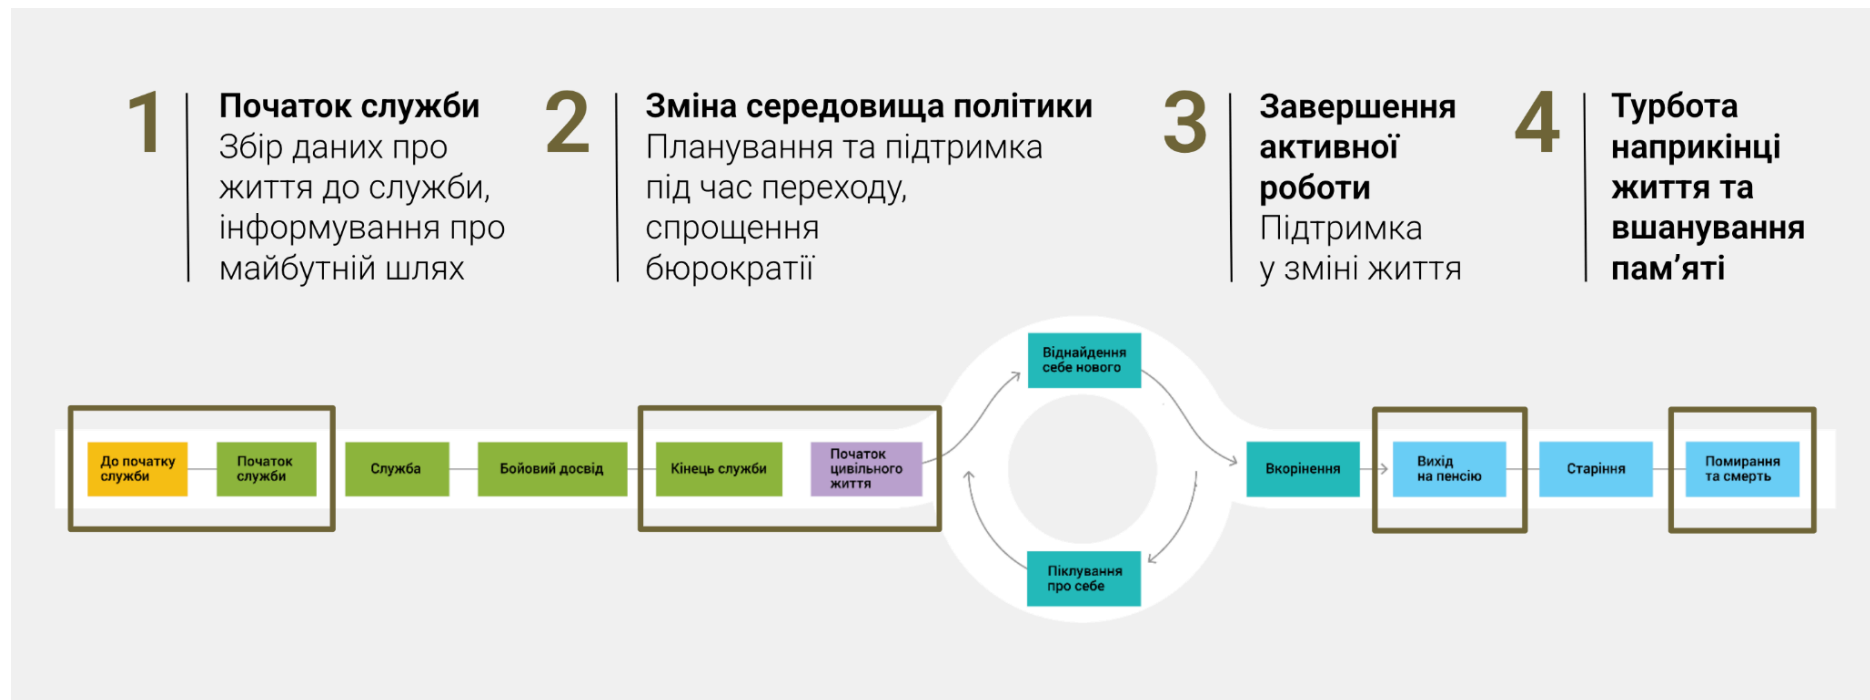 1
Початок служби
Збір даних про
життя до служби,
інформування про
майбутній шлях
2
Зміна середовища політики
Планування та підтримка
під час переходу,
спрощення
бюрократії
3
Завершення
активної
роботи
Підтримка
у зміні життя
4
Турбота
наприкінці
життя та
вшанування
пам’яті
До початку
служби
Початок
служби
Служба
Бойовий досвід
Кінець служби
Початок
цивільного
життя
Віднайдення
себе нового
Піклування
про себе
Вкорінення
Вихід
на пенсію
Старіння
Помирання
та смерть